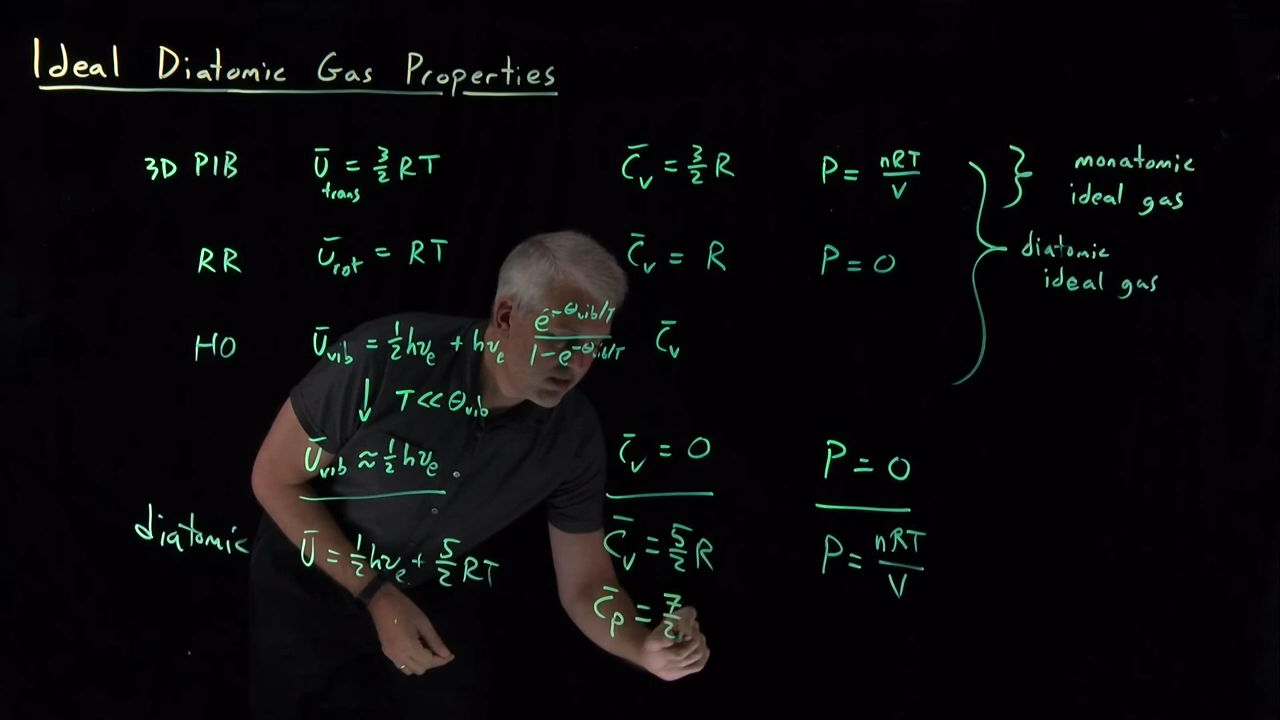 Ideal Diatomic Gas Properties
3D PIB Ū_trans = 3/2 RT C̄_v = 3/2 R P = nRT/V } monatomic ideal gas
RR Ū_rot = RT C̄_v = R P = 0 } diatomic ideal gas
HO Ū_vib = 1/2 hν_e + hν_e e^(-Θ_vib/T) / (1 - e^(-Θ_vib/T)) C̄_v
↓ T << Θ_vib
Ū_vib ≈ 1/2 hν_e C̄_v = 0 P = 0
diatomic Ū = 1/2 hν_e + 5/2 RT C̄_v = 5/2 R P = nRT/V
C̄_p = 7/2